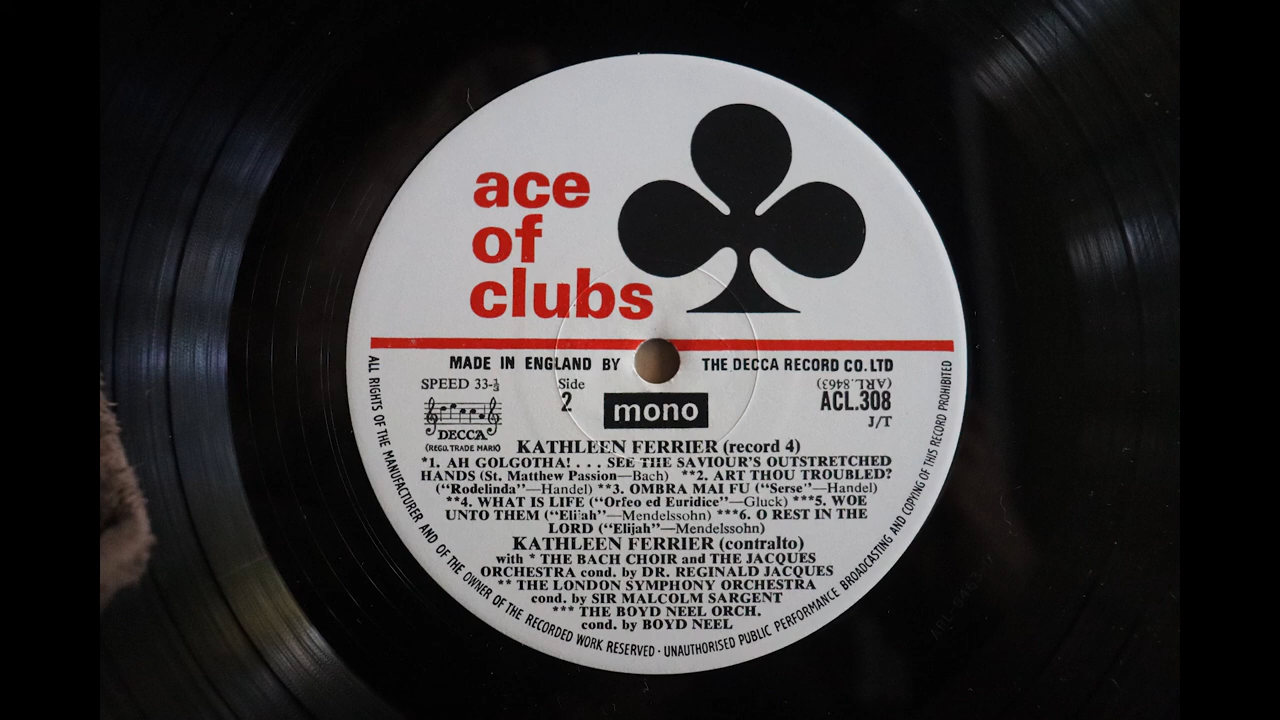 ace
of
clubs
MADE IN ENGLAND BY THE DECCA RECORD CO. LTD
SPEED 33-⅓
Side
2
mono
(ARL.8463)
ACL.308
J/T
DECCA
(REGD. TRADE MARK)
KATHLEEN FERRIER (record 4)
*1. AH GOLGOTHA! . . . SEE THE SAVIOUR'S OUTSTRETCHED
HANDS (St. Matthew Passion—Bach) **2. ART THOU TROUBLED?
("Rodelinda"—Handel) **3. OMBRA MAI FU ("Serse"—Handel)
**4. WHAT IS LIFE ("Orfeo ed Euridice"—Gluck) ***5. WOE
UNTO THEM ("Elijah"—Mendelssohn) ***6. O REST IN THE
LORD ("Elijah"—Mendelssohn)
KATHLEEN FERRIER (contralto)
with * THE BACH CHOIR and THE JACQUES
ORCHESTRA cond. by DR. REGINALD JACQUES
** THE LONDON SYMPHONY ORCHESTRA
cond. by SIR MALCOLM SARGENT
*** THE BOYD NEEL ORCH.
cond. by BOYD NEEL
ALL RIGHTS OF THE MANUFACTURER AND OF THE OWNER OF THE RECORDED WORK RESERVED · UNAUTHORISED PUBLIC PERFORMANCE BROADCASTING AND COPYING OF THIS RECORD PROHIBITED